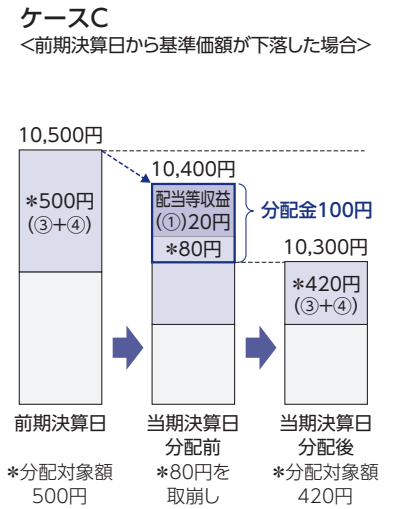 ケースC
<前期決算日から基準価額が下落した場合>
10,500円
*500円
(③+④)
10,400円
配当等収益
(①)20円
*80円
分配金100円
10,300円
*420円
(③+④)
前期決算日
*分配対象額
500円
当期決算日
分配前
*80円を
取崩し
当期決算日
分配後
*分配対象額
420円